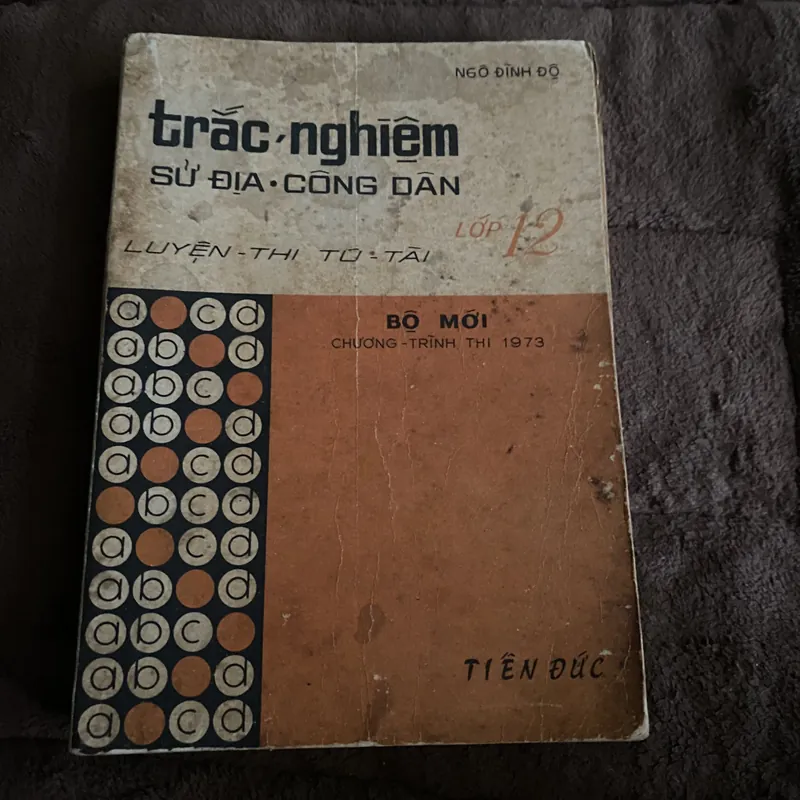 NGÔ ĐÌNH ĐỘ
trắc-nghiệm
SỬ ĐỊA • CÔNG DÂN
LỚP 12
LUYỆN-THI TÚ-TÀI
BỘ MỚI
CHƯƠNG-TRÌNH THI 1973
a c d
a b d
a b c
a b d
a c d
b c d
a c d
a b d
a b c
a b d
a c d
TIẾN ĐỨC